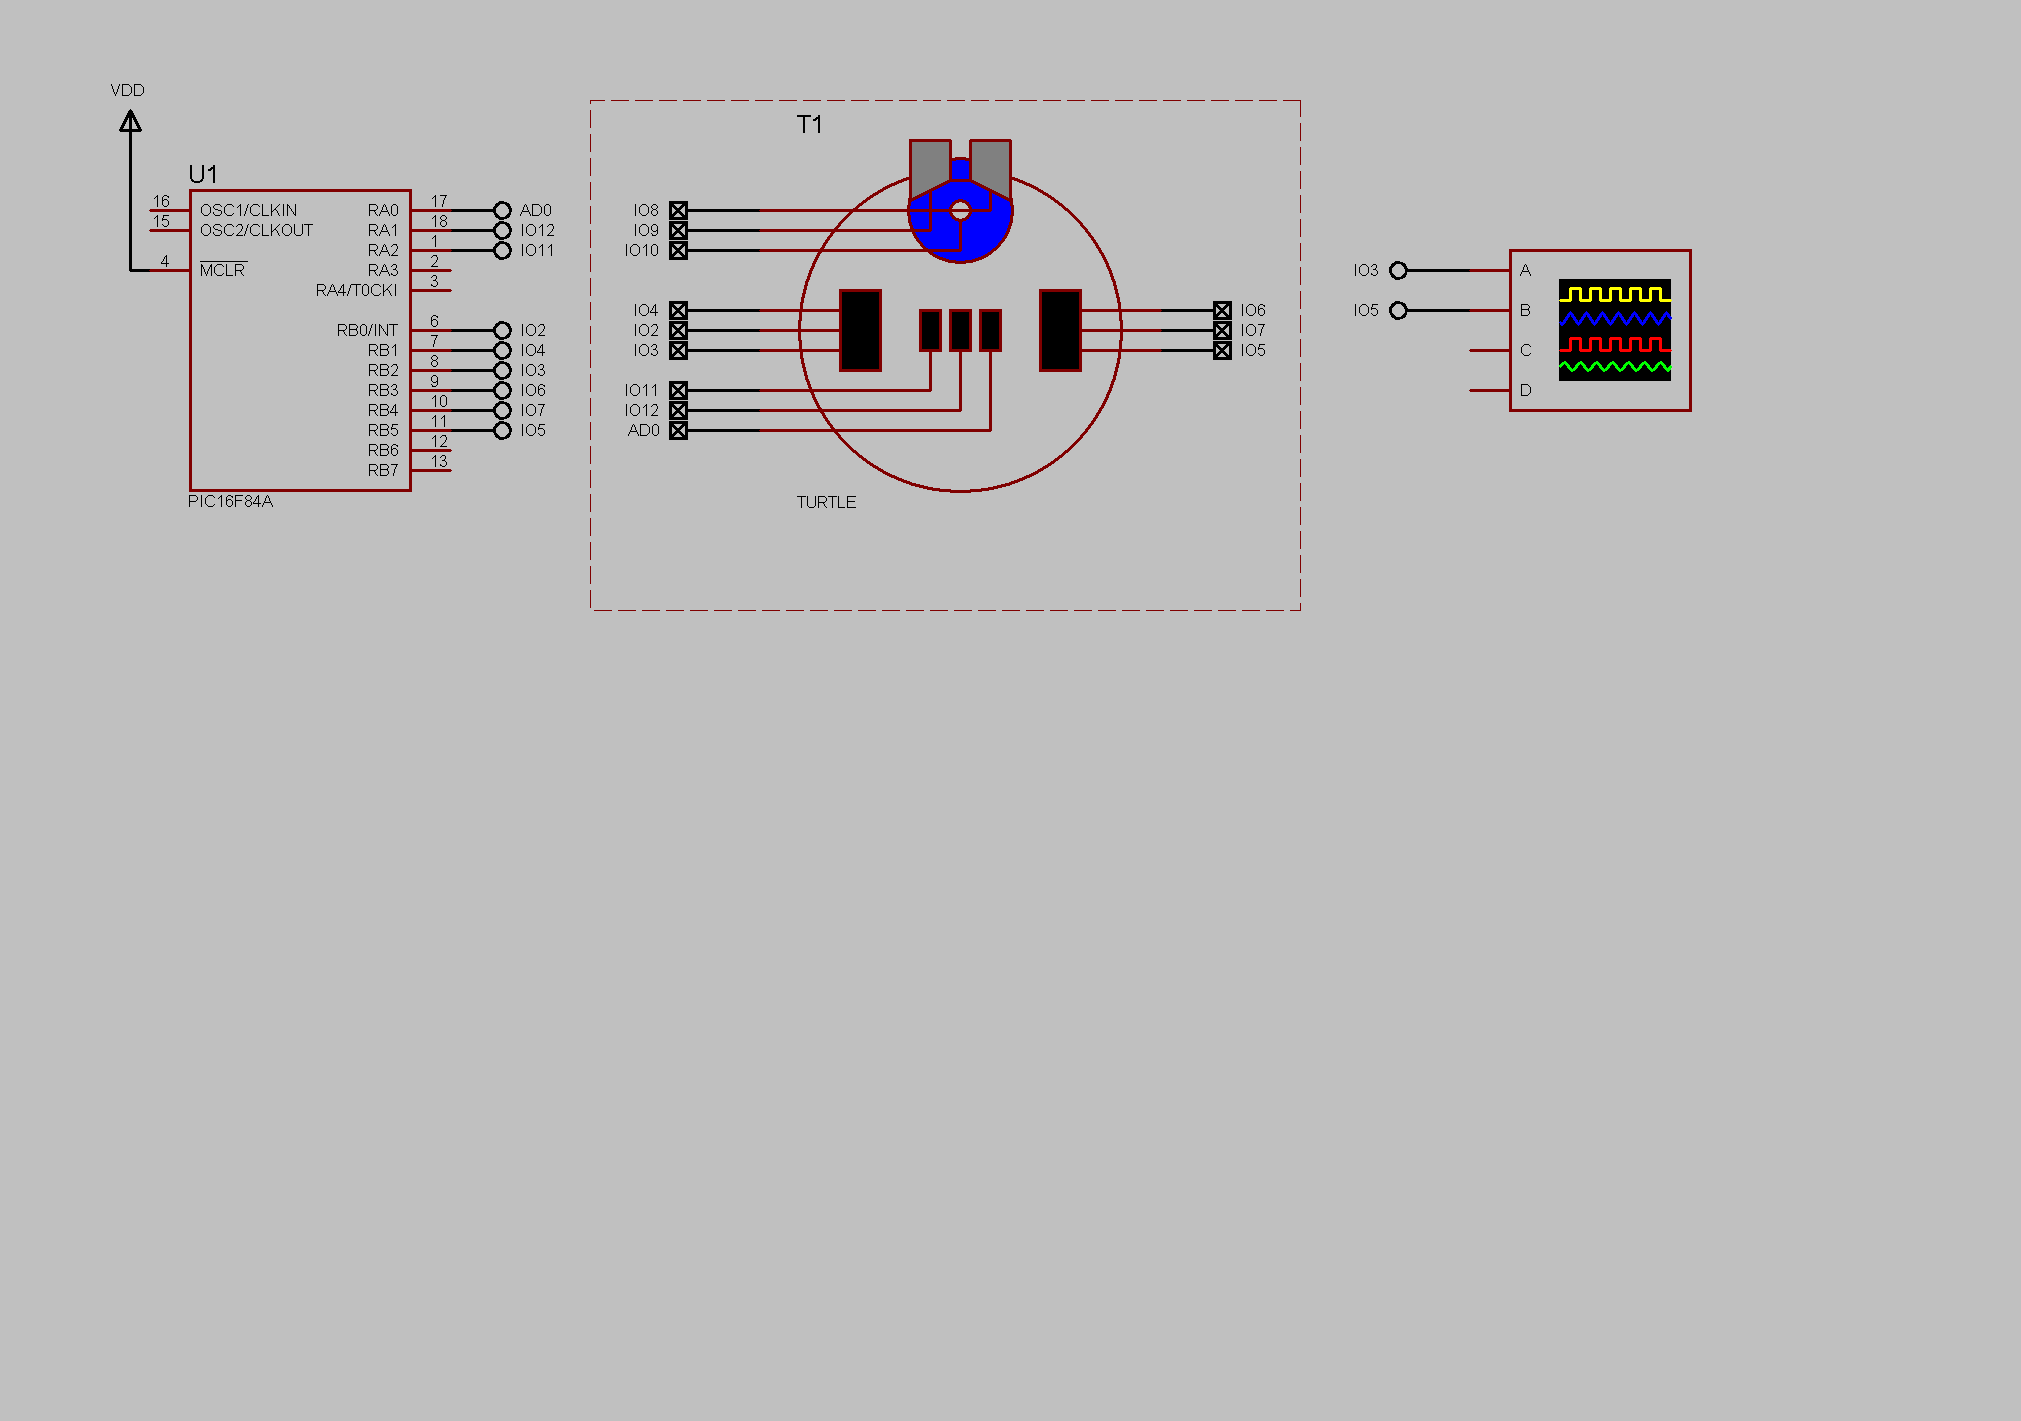 VDD
U1
16
OSC1/CLKIN
15
OSC2/CLKOUT
4
MCLR
RA0
17
AD0
RA1
18
IO12
RA2
1
IO11
RA3
2
RA4/T0CKI
3
RB0/INT
6
IO2
RB1
7
IO4
RB2
8
IO3
RB3
9
IO6
RB4
10
IO7
RB5
11
IO5
RB6
12
RB7
13
PIC16F84A
T1
IO8
IO9
IO10
IO4
IO2
IO3
IO11
IO12
AD0
IO6
IO7
IO5
TURTLE
IO3
IO5
A
B
C
D